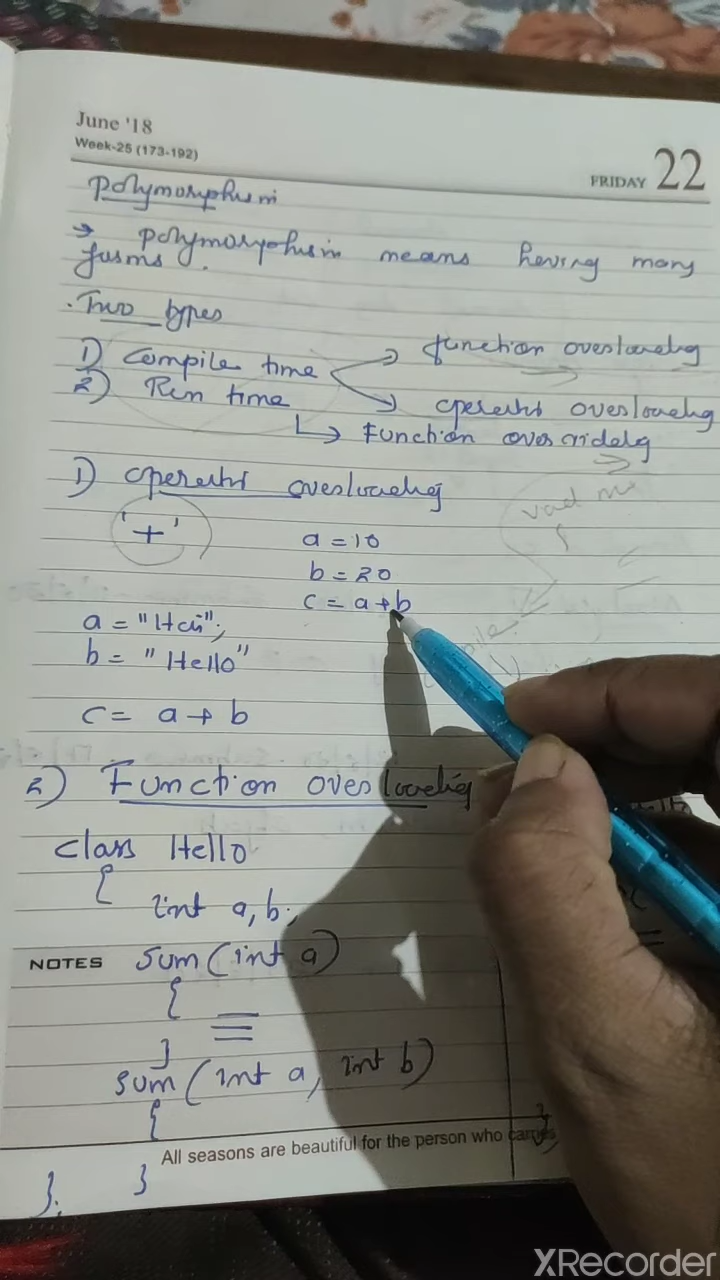 June '18
Week-25 (173-192)
FRIDAY 22
polymorphism
→ polymorphism means having many
forms.
. Two types
1) Compile time → function overloading
2) Run time → operator overloading
↳ Function overriding
1) operator overloading
'+'
a = 10
b = 20
c = a + b
a = "Hai";
b = "Hello"
c = a + b
2) Function overloading
class Hello
{
int a, b;
NOTES sum (int a)
{
}
sum (int a, int b)
{
All seasons are beautiful for the person who carries
}
}.
XRecorder